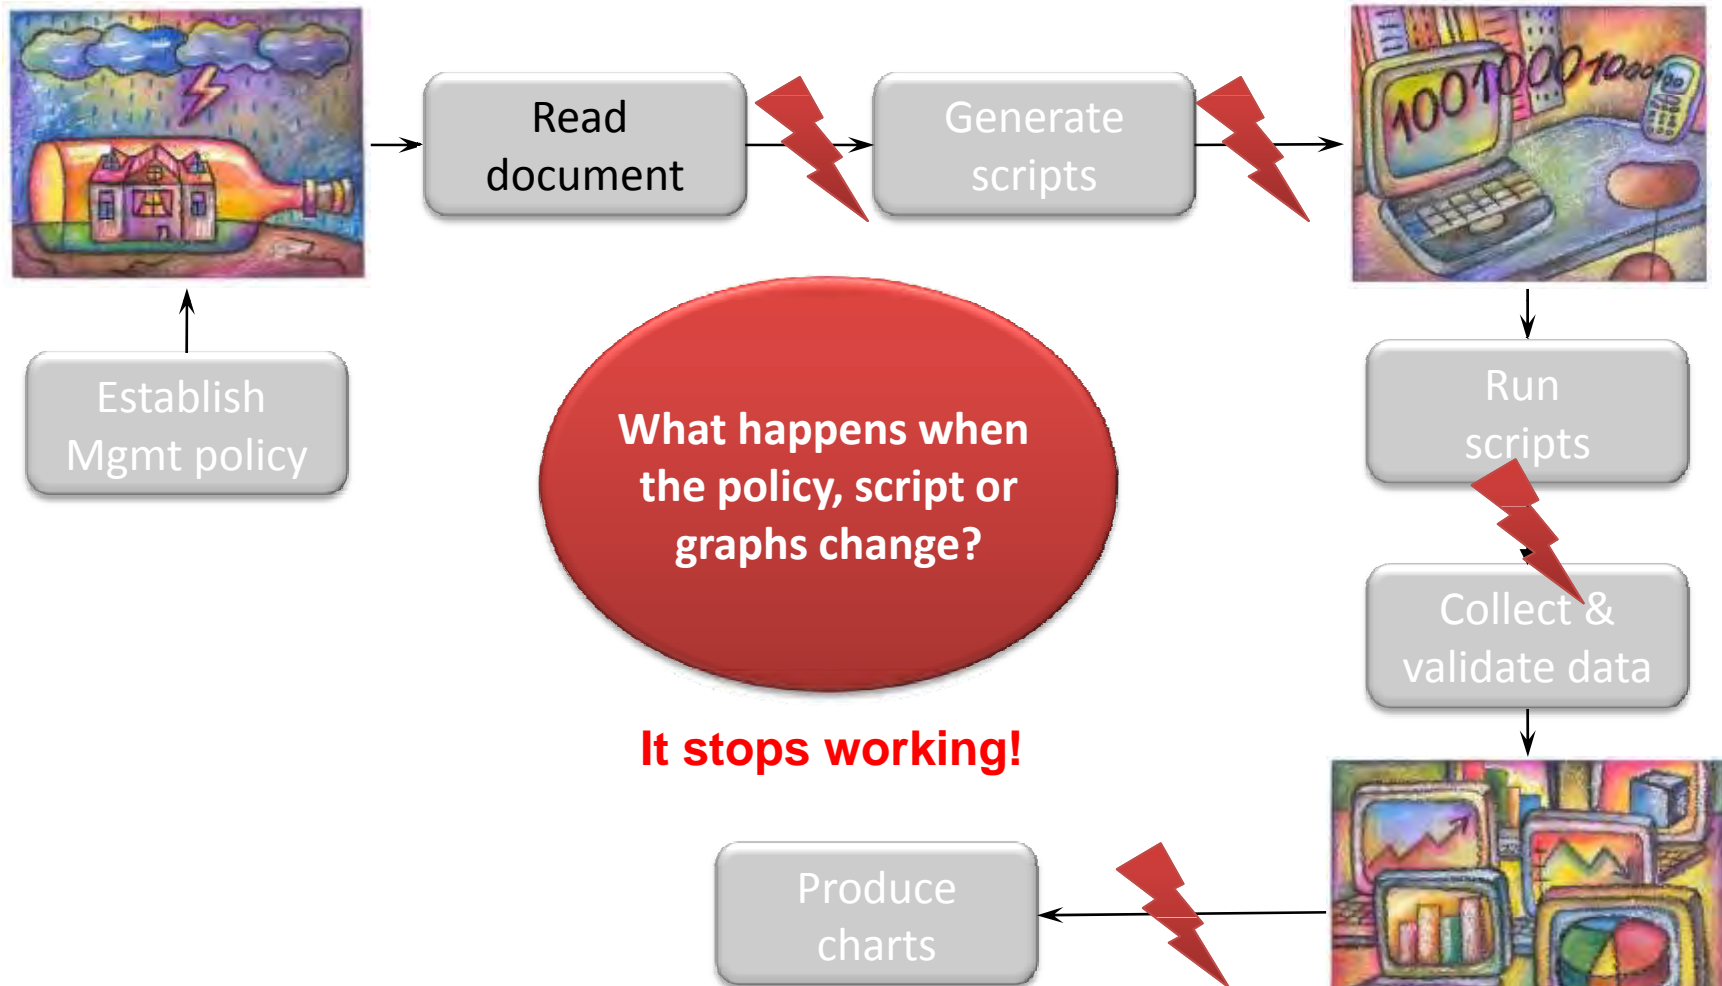 Read
document
Generate
scripts
1001000100100
Establish
Mgmt policy
What happens when
the policy, script or
graphs change?
Run
scripts
Collect &
validate data
It stops working!
Produce
charts